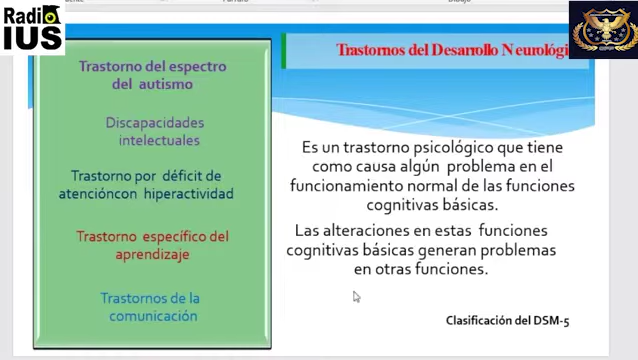 Radio
IUS
Trastorno del espectro
del autismo
Discapacidades
intelectuales
Trastorno por déficit de
atencióncon hiperactividad
Trastorno específico del
aprendizaje
Trastornos de la
comunicación
Trastornos del Desarrollo Neurológi
Es un trastorno psicológico que tiene
como causa algún problema en el
funcionamiento normal de las funciones
cognitivas básicas.
Las alteraciones en estas funciones
cognitivas básicas generan problemas
en otras funciones.
Clasificación del DSM-5